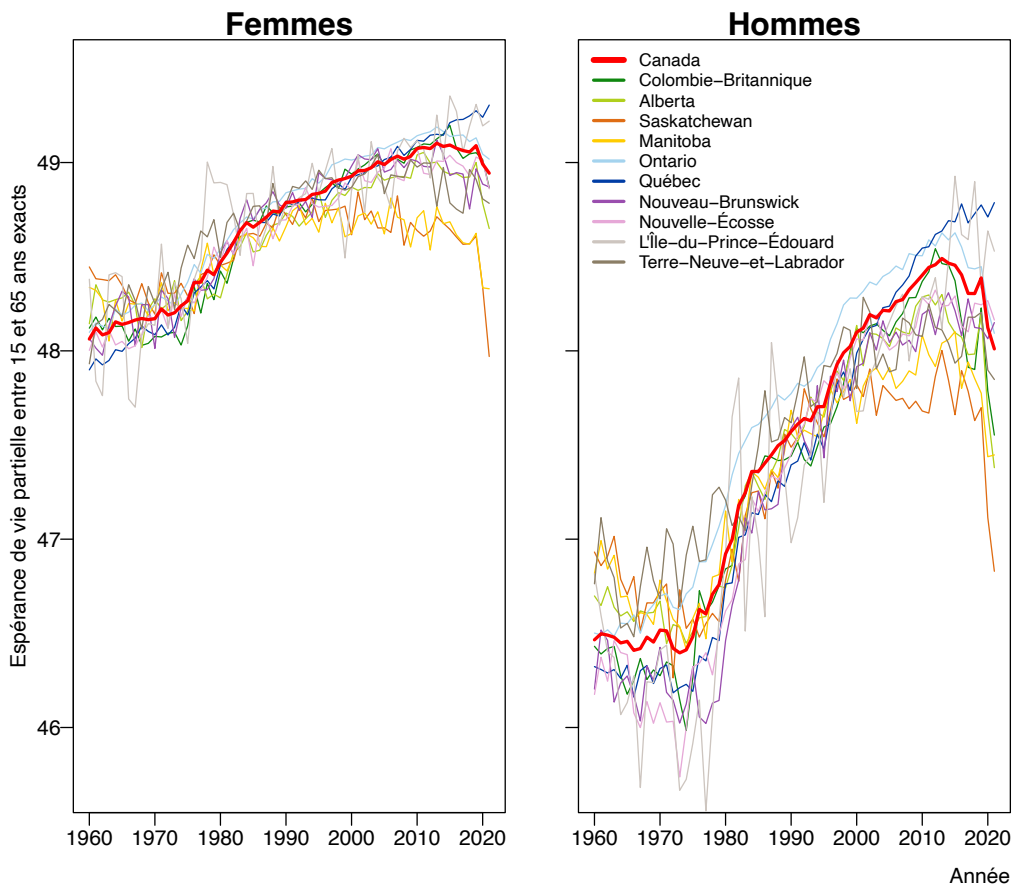 Femmes
Hommes
Espérance de vie partielle entre 15 et 65 ans exacts
49
48
47
46
1960 1970 1980 1990 2000 2010 2020
Canada
Colombie−Britannique
Alberta
Saskatchewan
Manitoba
Ontario
Québec
Nouveau−Brunswick
Nouvelle−Écosse
L'Île−du−Prince−Édouard
Terre−Neuve−et−Labrador
1960 1970 1980 1990 2000 2010 2020
Année